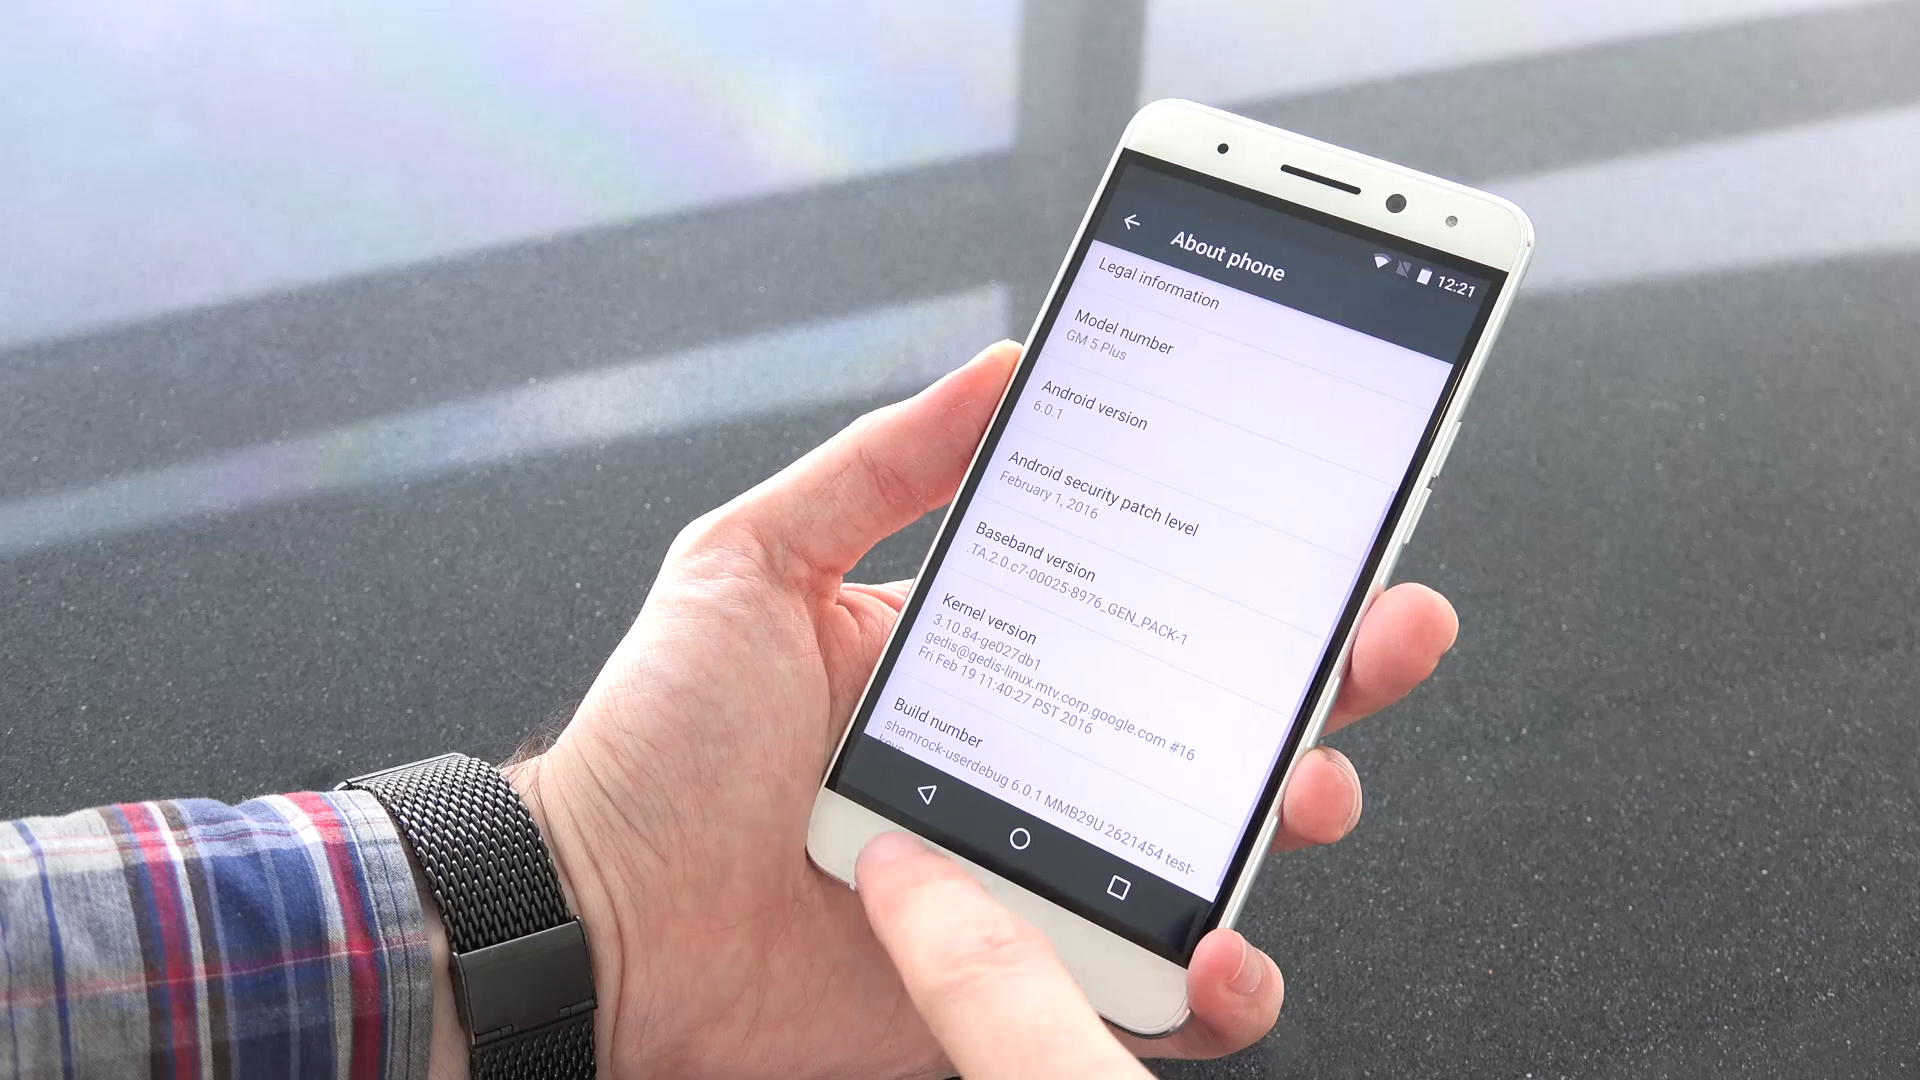 About phone
12:21
Legal information
Model number
GM 5 Plus
Android version
6.0.1
Android security patch level
February 1, 2016
Baseband version
.TA.2.0.c7-00025-8976_GEN_PACK-1
Kernel version
3.10.84-ge027db1
gedis@gedis-linux.mtv.corp.google.com #16
Fri Feb 19 11:40:27 PST 2016
Build number
shamrock-userdebug 6.0.1 MMB29U 2621454 test-
keys